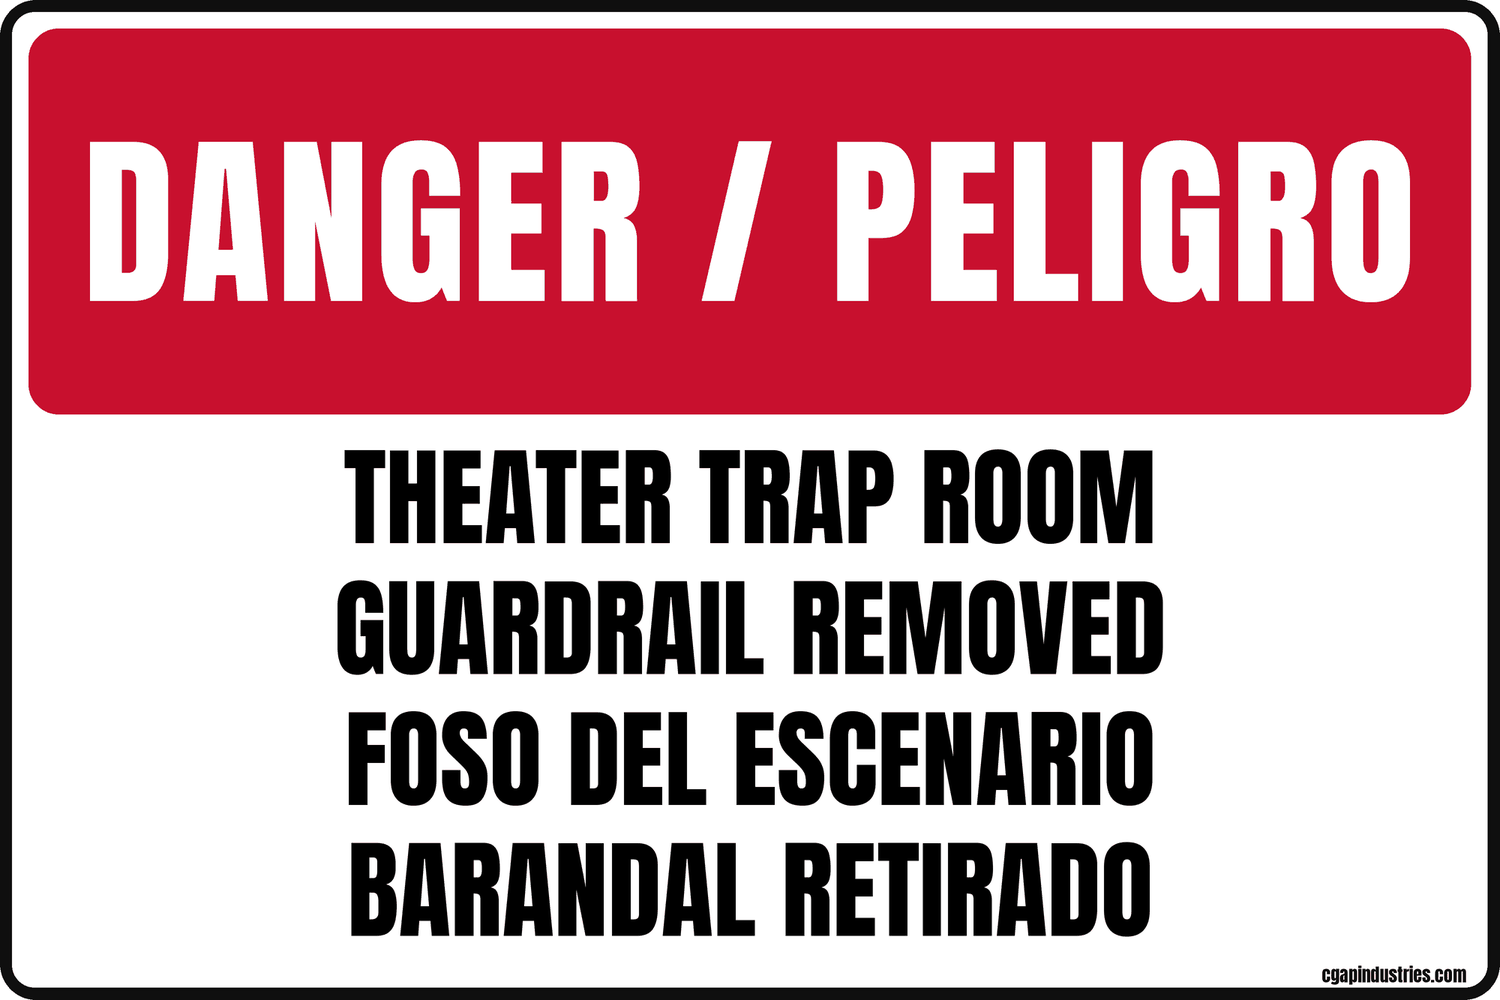 DANGER / PELIGRO
THEATER TRAP ROOM
GUARDRAIL REMOVED
FOSO DEL ESCENARIO
BARANDAL RETIRADO
cgapindustries.com